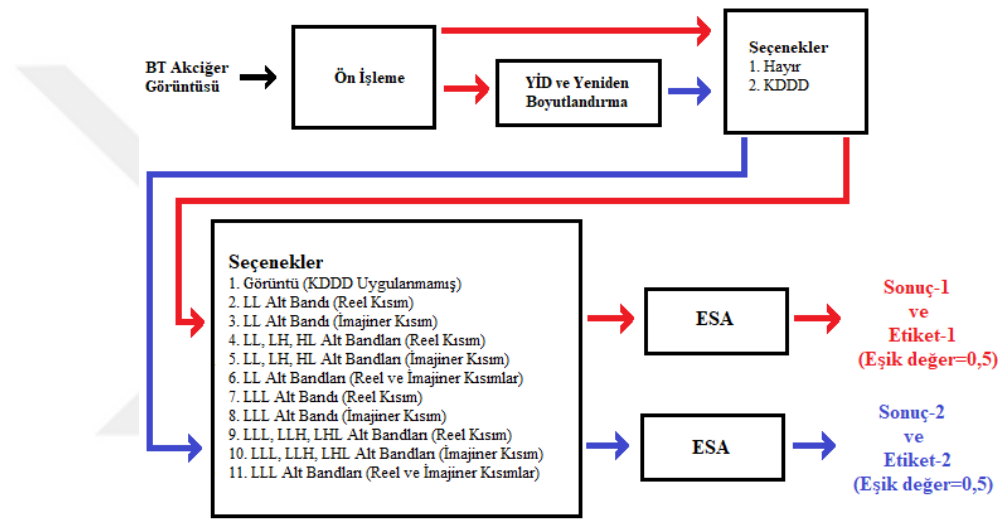 BT Akciğer
Görüntüsü
Ön İşleme
YİD ve Yeniden
Boyutlandırma
Seçenekler
1. Hayır
2. KDDD
Seçenekler
1. Görüntü (KDDD Uygulanmamış)
2. LL Alt Bandı (Reel Kısım)
3. LL Alt Bandı (İmajiner Kısım)
4. LL, LH, HL Alt Bandları (Reel Kısım)
5. LL, LH, HL Alt Bandları (İmajiner Kısım)
6. LL Alt Bandları (Reel ve İmajiner Kısımlar)
7. LLL Alt Bandı (Reel Kısım)
8. LLL Alt Bandı (İmajiner Kısım)
9. LLL, LLH, LHL Alt Bandları (Reel Kısım)
10. LLL, LLH, LHL Alt Bandları (İmajiner Kısım)
11. LLL Alt Bandları (Reel ve İmajiner Kısımlar)
ESA
Sonuç-1
ve
Etiket-1
(Eşik değer=0,5)
ESA
Sonuç-2
ve
Etiket-2
(Eşik değer=0,5)